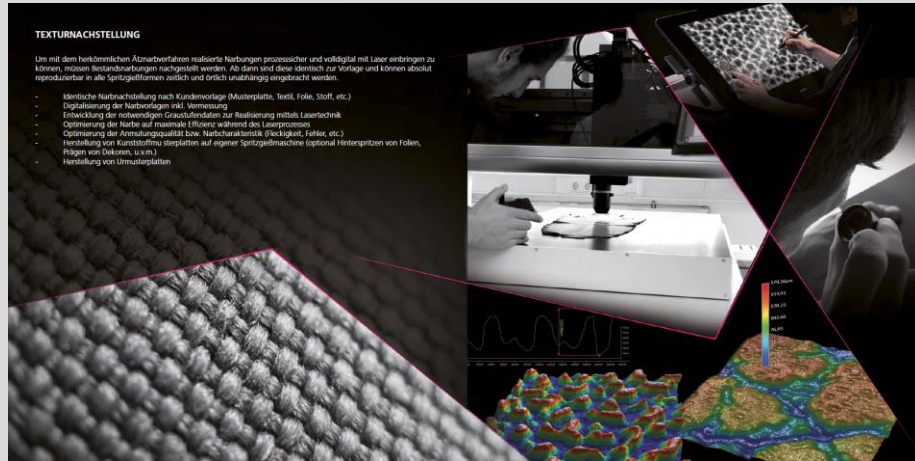 TEXTURNACHSTELLUNG
Um mit dem herkömmlichen Ätznarbverfahren realisierte Narbungen prozesssicher und volldigital mit Laser einbringen zu
können, müssen Bestandsnarbungen nachgestellt werden. Ab dann sind diese identisch zur Vorlage und können absolut
reproduzierbar in alle Spritzgießformen zeitlich und örtlich unabhängig eingebracht werden.
- Identische Narbnachstellung nach Kundenvorlage (Musterplatte, Textil, Folie, Stoff, etc.)
- Digitalisierung der Narbvorlagen inkl. Vermessung
- Entwicklung der notwendigen Graustufendaten zur Realisierung mittels Lasertechnik
- Optimierung der Narbe auf maximale Effizienz während des Laserprozesses
- Optimierung der Anmutungsqualität bzw. Narbcharakteristik (Fleckigkeit, Fehler, etc.)
- Herstellung von Kunststoffmu sterplatten auf eigener Spritzgießmaschine (optional Hinterspritzen von Folien,
Prägen von Dekoren, u.v.m.)
- Herstellung von Urmusterplatten